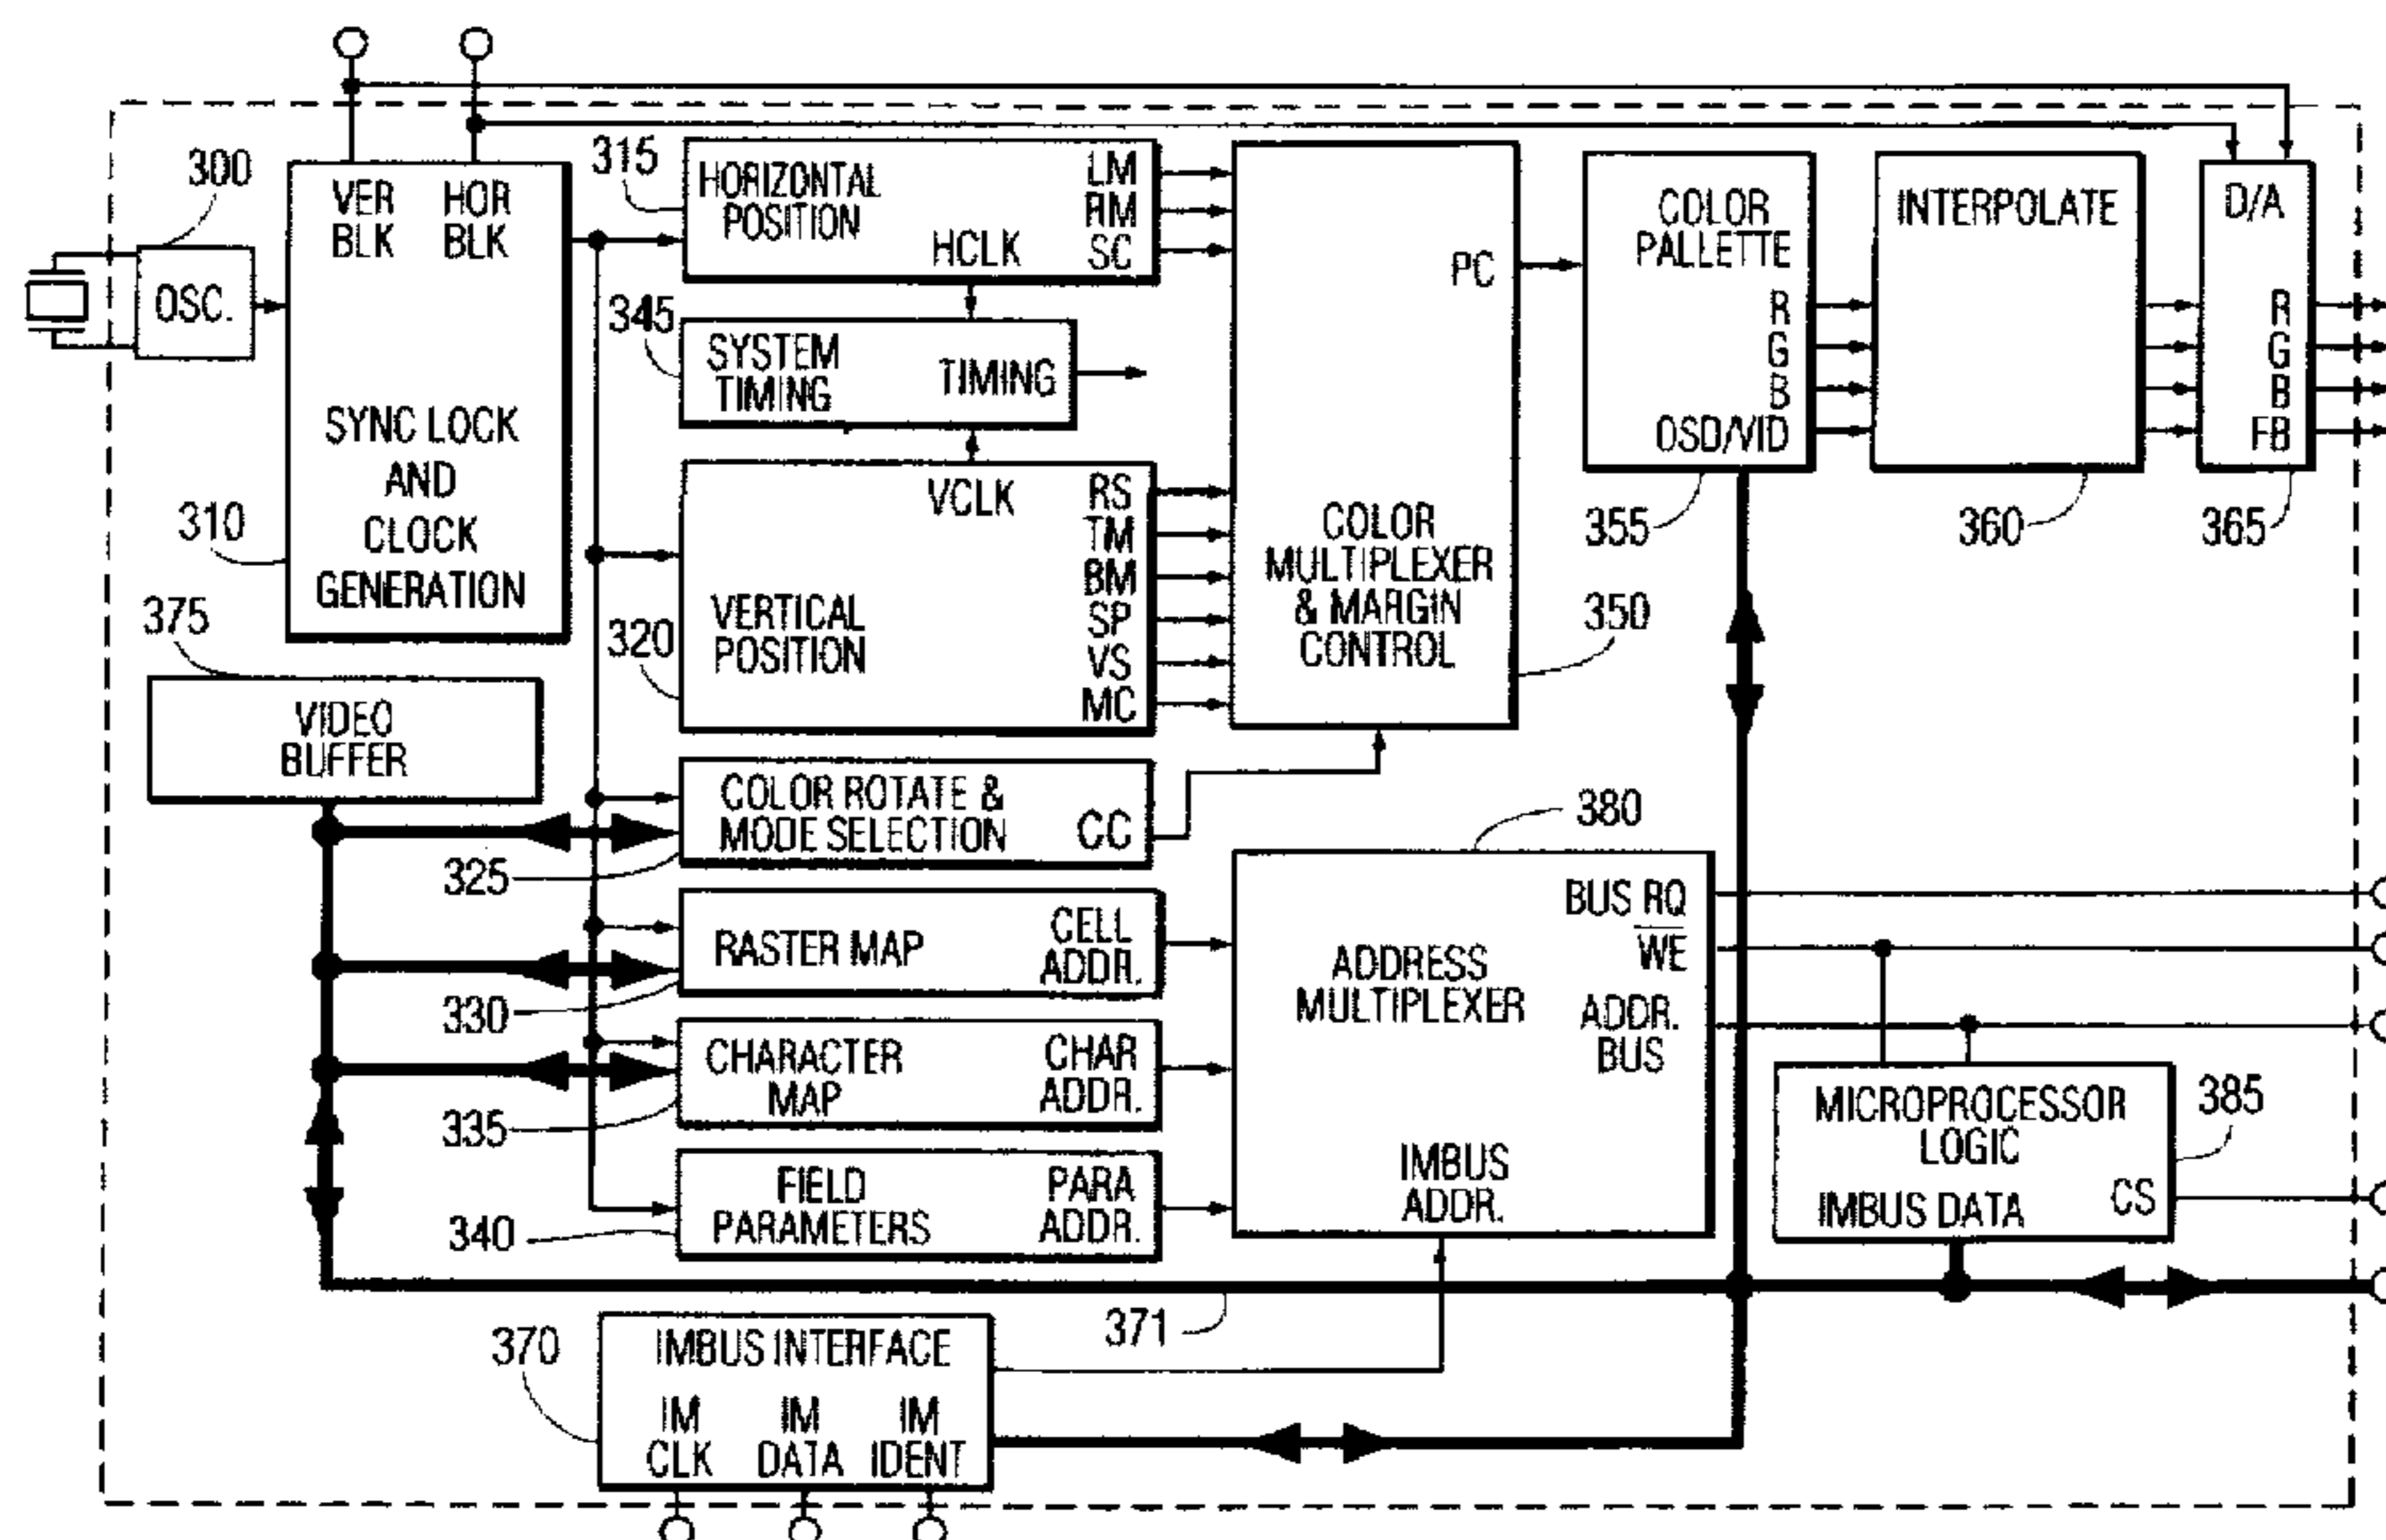 300
OSC.
VER
BLK
HOR
BLK
SYNC LOCK
AND
CLOCK
GENERATION
310
315
HORIZONTAL
POSITION
HCLK
LM
RM
SC
345
SYSTEM
TIMING
TIMING
320
VERTICAL
POSITION
VCLK
RS
TM
BM
SP
VS
MC
PC
COLOR
MULTIPLEXER
& MARGIN
CONTROL
350
COLOR
PALLETTE
R
G
B
OSD/VID
355
INTERPOLATE
360
D/A
R
G
B
FB
365
375
VIDEO
BUFFER
COLOR ROTATE &
MODE SELECTION
CC
325
RASTER MAP
CELL
ADDR.
330
CHARACTER
MAP
CHAR
ADDR.
335
FIELD
PARAMETERS
PARA
ADDR.
340
380
ADDRESS
MULTIPLEXER
BUS RQ
WE
ADDR.
BUS
IMBUS
ADDR.
MICROPROCESSOR
LOGIC
IMBUS DATA
CS
385
371
370
IMBUS INTERFACE
IM
CLK
IM
DATA
IM
IDENT